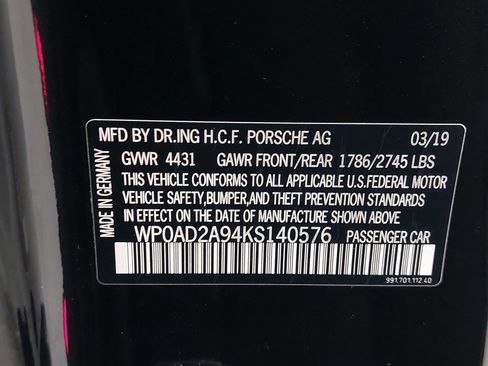 MFD BY DR.ING H.C.F. PORSCHE AG 03/19
GVWR 4431 GAWR FRONT/REAR 1786/2745 LBS
THIS VEHICLE CONFORMS TO ALL APPLICABLE U.S.FEDERAL MOTOR
VEHICLE SAFETY,BUMPER,AND THEFT PREVENTION STANDARDS
IN EFFECT ON THE DATE OF MANUFACTURE SHOWN ABOVE
WP0AD2A94KS140576 PASSENGER CAR
991.701.112.40
MADE IN GERMANY